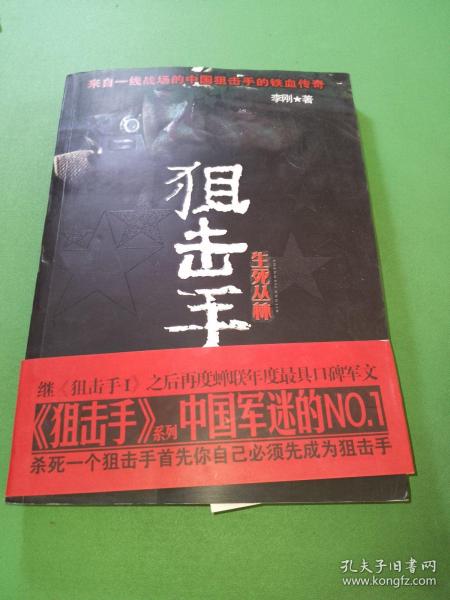 来自一线战场的中国狙击手的铁血传奇
李刚★著
狙击手
生死丛林
继《狙击手I》之后再度蝉联年度最具口碑军文
《狙击手》系列 中国军迷的NO.1
杀死一个狙击手首先你自己必须先成为狙击手
孔夫子旧书网
www.kongfz.com